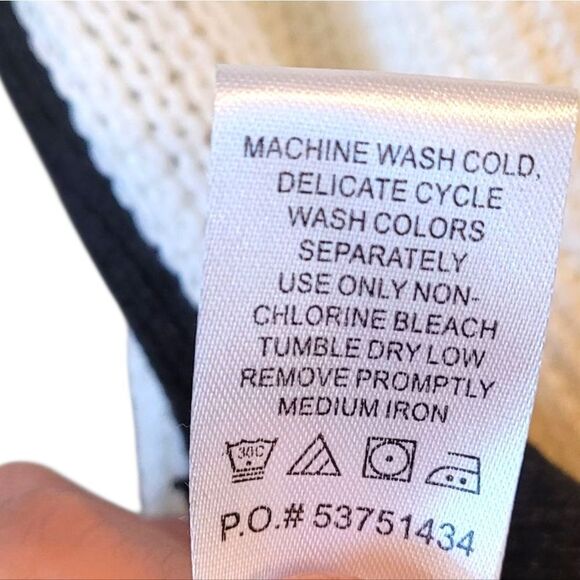 MACHINE WASH COLD,
DELICATE CYCLE
WASH COLORS
SEPARATELY
USE ONLY NON-
CHLORINE BLEACH
TUMBLE DRY LOW
REMOVE PROMPTLY
MEDIUM IRON
30C
P.O.# 53751434